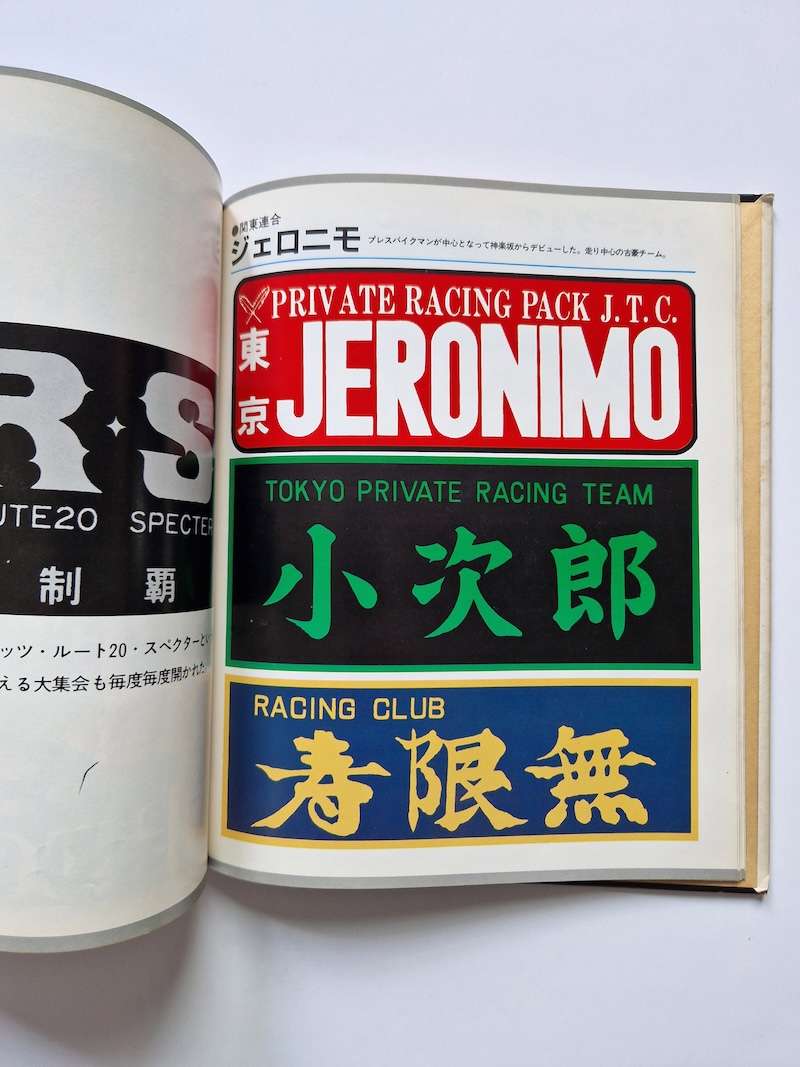 R・S
UTE20 SPECTER
制覇
ッツ・ルート20・スペクターとい
える大集会も毎度毎度開かれた。
●関東連合
ジェロニモ プレスバイクマンが中心となって神楽坂からデビューした。走り中心の古豪チーム。
PRIVATE RACING PACK J.T.C.
東京 JERONIMO
TOKYO PRIVATE RACING TEAM
小次郎
RACING CLUB
寿限無